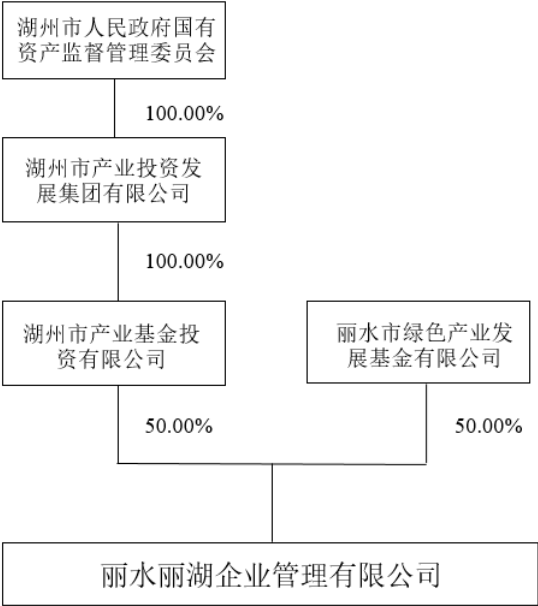 湖州市人民政府国有
资产监督管理委员会
100.00%
湖州市产业投资发
展集团有限公司
100.00%
湖州市产业基金投
资有限公司
丽水市绿色产业发
展基金有限公司
50.00%
50.00%
丽水丽湖企业管理有限公司